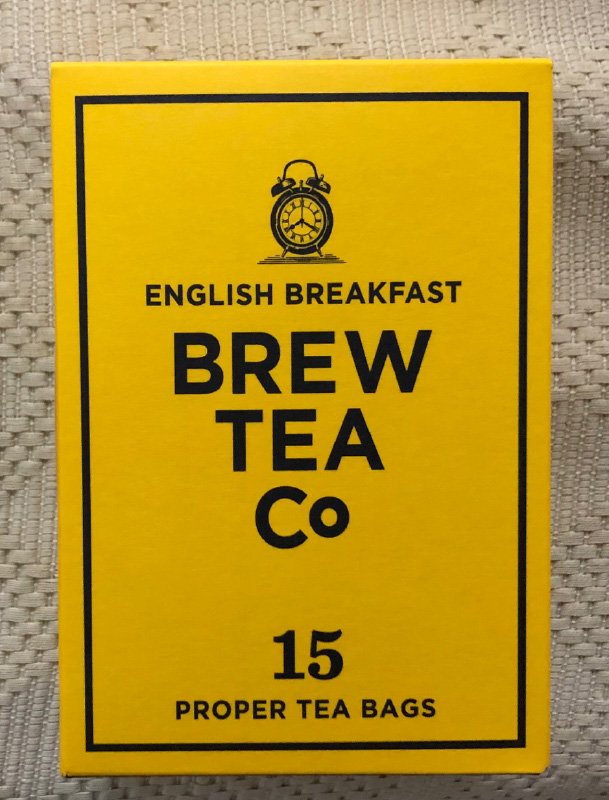 ENGLISH BREAKFAST
BREW
TEA
Co
15
PROPER TEA BAGS